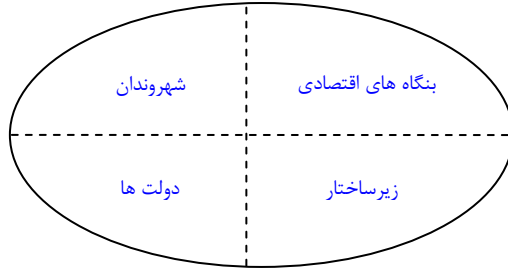 بنگاه های اقتصادی
شهروندان
زیرساختار
دولت ها